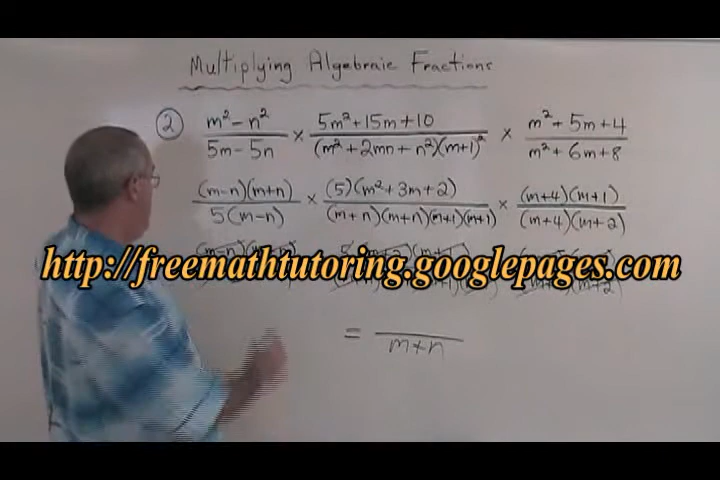 Multiplying Algebraic Fractions
② m² - n² / 5m - 5n × 5m² + 15m + 10 / (m² + 2mn + n²)(m+1)² × m² + 5m + 4 / m² + 6m + 8
(m-n)(m+n) / 5(m-n) × (5)(m² + 3m + 2) / (m+n)(m+n)(m+1)(m+1) × (m+4)(m+1) / (m+4)(m+2)
http://freemathtutoring.googlepages.com
= / m+n